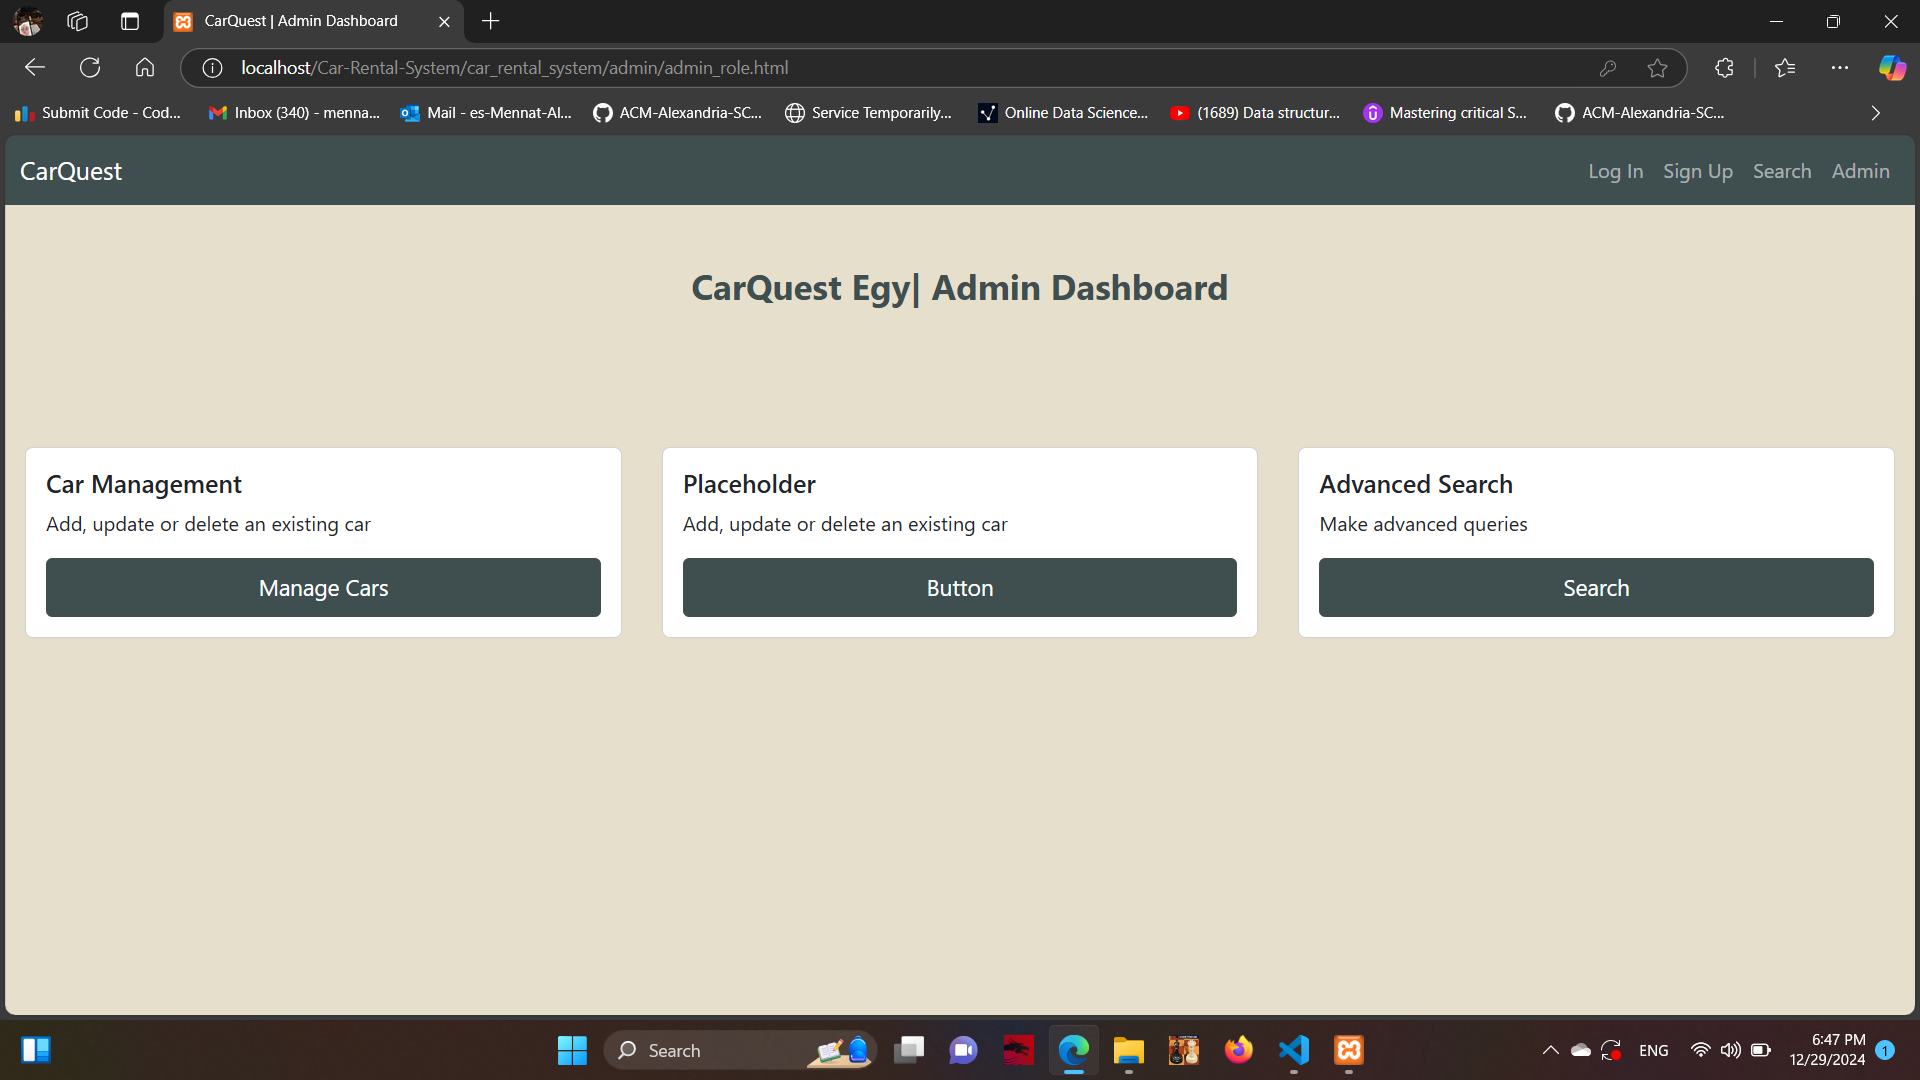 CarQuest | Admin Dashboard
localhost/Car-Rental-System/car_rental_system/admin/admin_role.html
Submit Code - Cod...
Inbox (340) - menna...
Mail - es-Mennat-Al...
ACM-Alexandria-SC...
Service Temporarily...
Online Data Science...
(1689) Data structur...
Mastering critical S...
ACM-Alexandria-SC...
CarQuest
Log In
Sign Up
Search
Admin
CarQuest Egy| Admin Dashboard
Car Management
Add, update or delete an existing car
Manage Cars
Placeholder
Add, update or delete an existing car
Button
Advanced Search
Make advanced queries
Search
Search
ENG
6:47 PM
12/29/2024
1